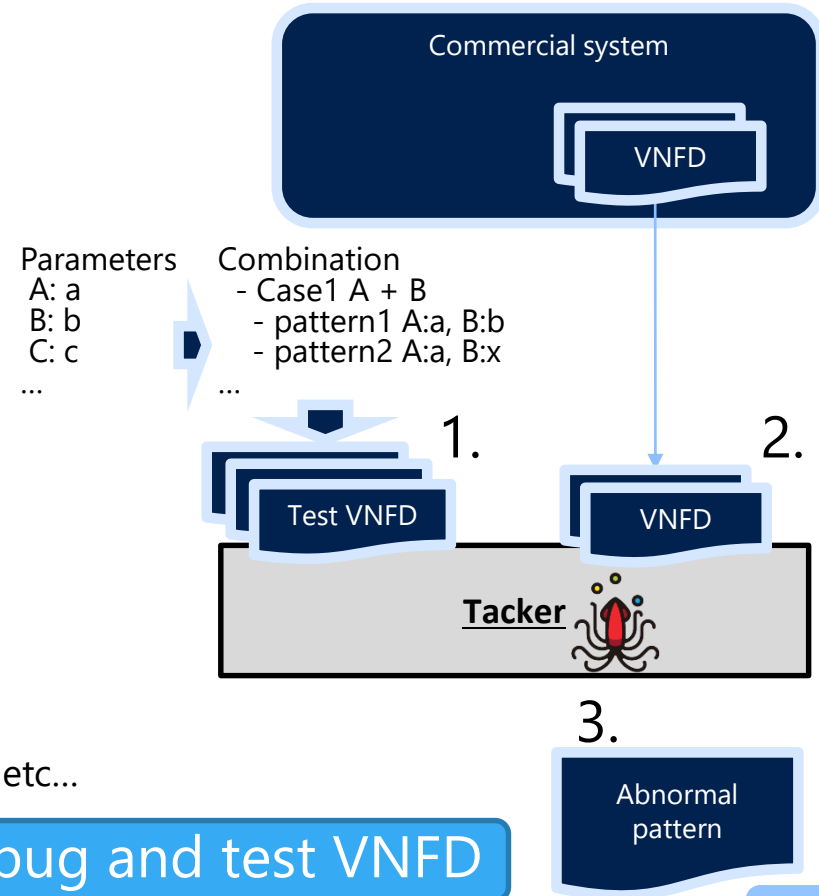 Commercial system
VNFD
Parameters
A: a
B: b
C: c
...
Combination
- Case1 A + B
- pattern1 A:a, B:b
- pattern2 A:a, B:x
...
1.
2.
Test VNFD
VNFD
Tacker
3.
etc...
Abnormal
pattern
and test VNFD